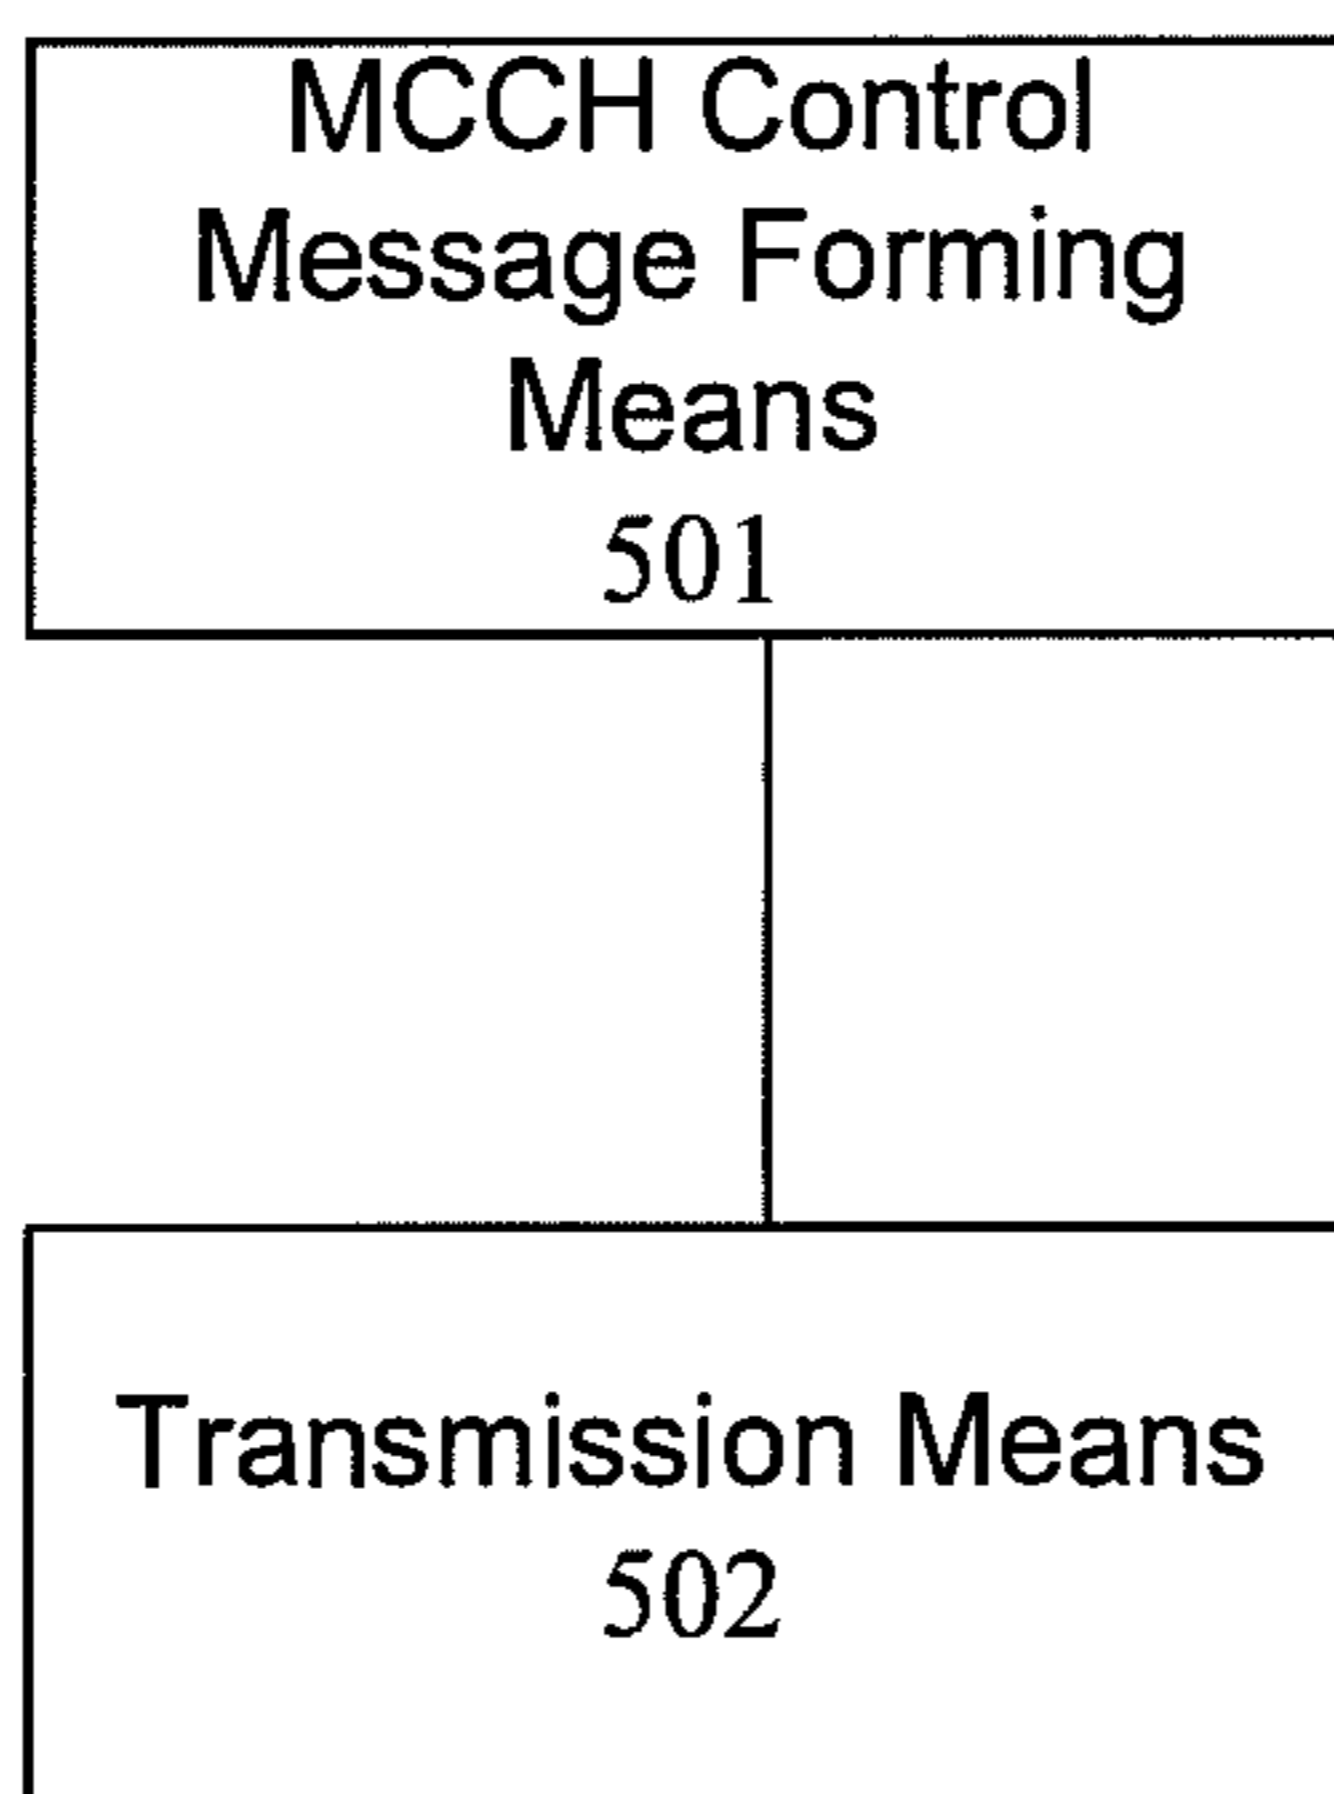 MCCH Control
Message Forming
Means
501
Transmission Means
502